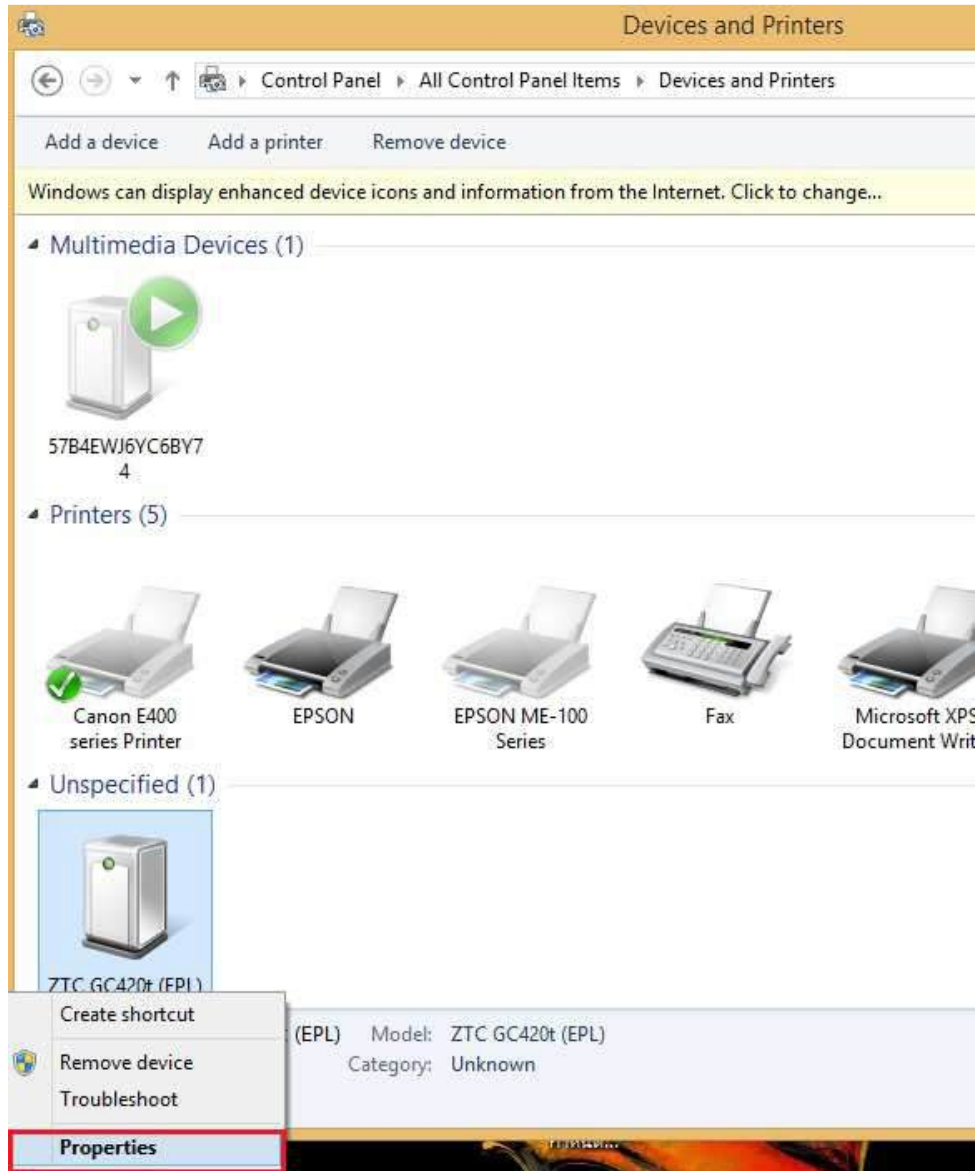 Devices and Printers
Control Panel ▸ All Control Panel Items ▸ Devices and Printers
Add a device Add a printer Remove device
Windows can display enhanced device icons and information from the Internet. Click to change...
Multimedia Devices (1)
57B4EWJ6YC6BY7
4
Printers (5)
Canon E400
series Printer
EPSON
EPSON ME-100
Series
Fax
Microsoft XPS
Document Writ
Unspecified (1)
ZTC GC420t (EPL)
(EPL) Model: ZTC GC420t (EPL)
Category: Unknown
Create shortcut
Remove device
Troubleshoot
Properties